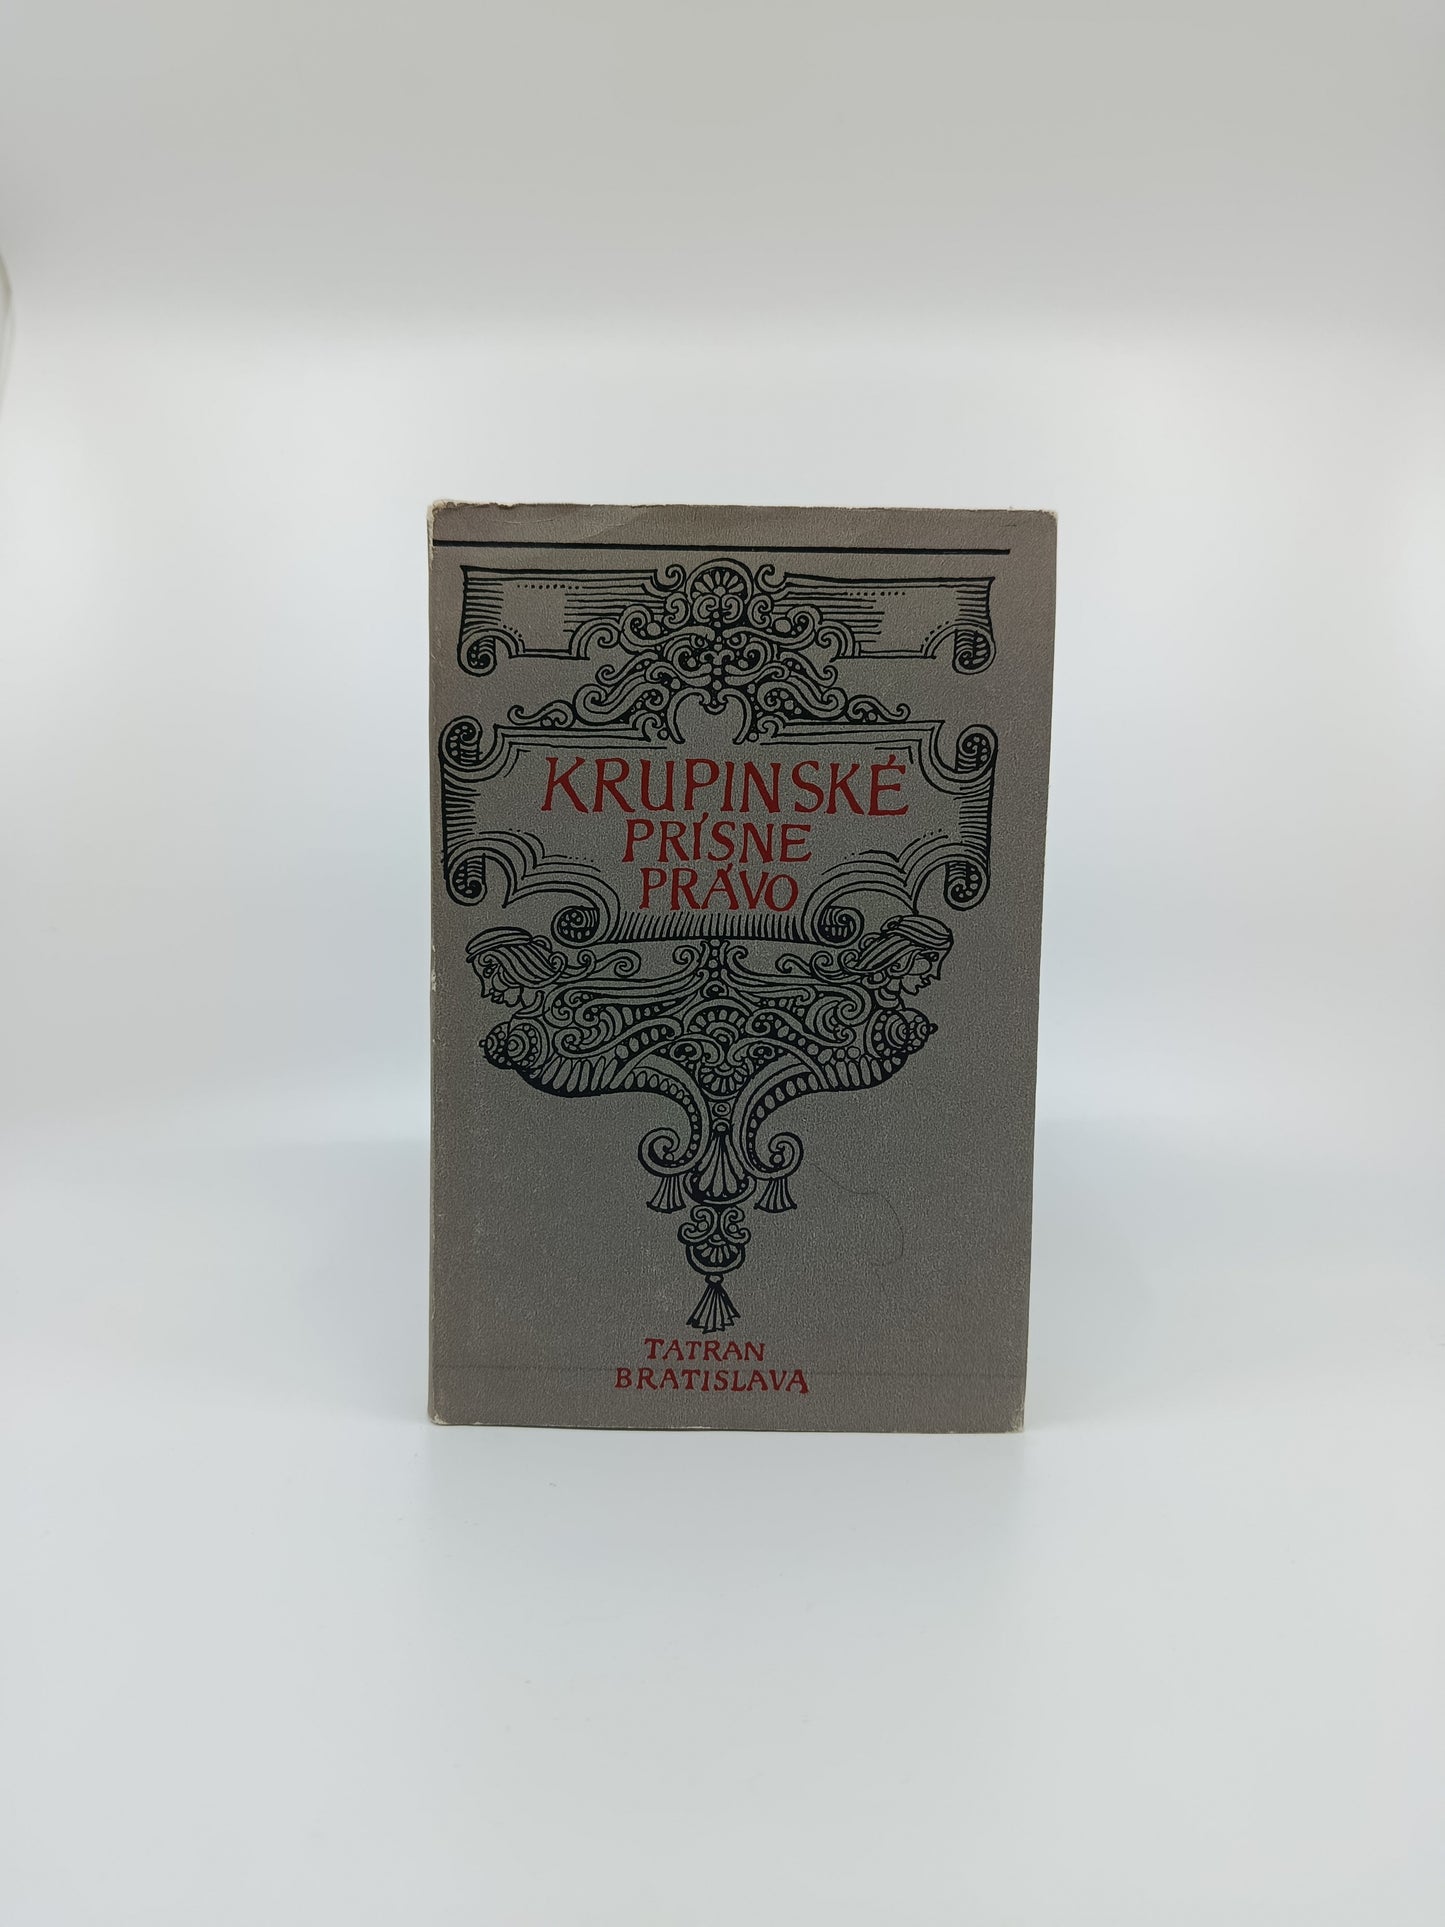 KRUPINSKÉ
PRÍSNE
PRÁVO
TATRAN
BRATISLAVA